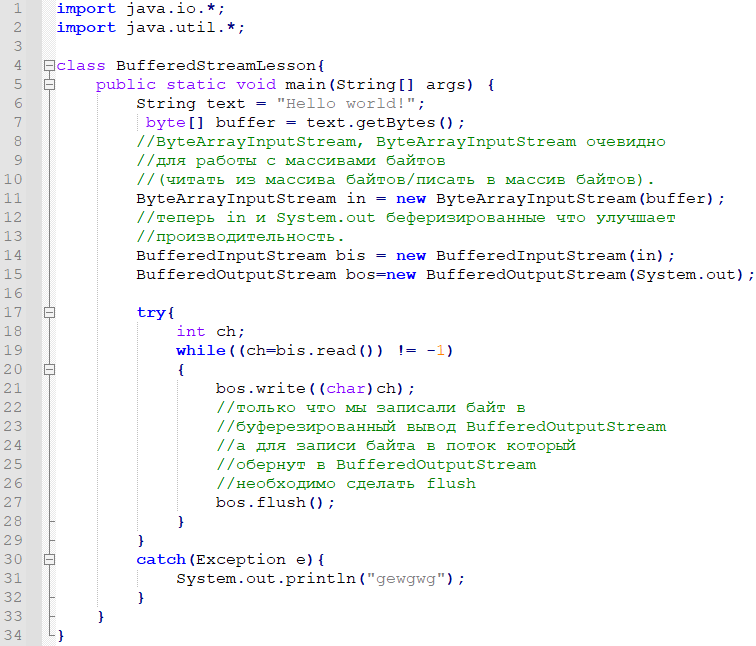 1 import java.io.*;
2 import java.util.*;
3
4 class BufferedStreamLesson{
5 public static void main(String[] args) {
6 String text = "Hello world!";
7 byte[] buffer = text.getBytes();
8 //ByteArrayInputStream, ByteArrayInputStream очевидно
9 //для работы с массивами байтов
10 //(читать из массива байтов/писать в массив байтов).
11 ByteArrayInputStream in = new ByteArrayInputStream(buffer);
12 //теперь in и System.out беферизированные что улучшает
13 //производительность.
14 BufferedInputStream bis = new BufferedInputStream(in);
15 BufferedOutputStream bos=new BufferedOutputStream(System.out);
16
17 try{
18 int ch;
19 while((ch=bis.read()) != -1)
20 {
21 bos.write((char)ch);
22 //только что мы записали байт в
23 //буферезированный вывод BufferedOutputStream
24 //а для записи байта в поток который
25 //обернут в BufferedOutputStream
26 //необходимо сделать flush
27 bos.flush();
28 }
29 }
30 catch(Exception e){
31 System.out.println("gewgwg");
32 }
33 }
34 }